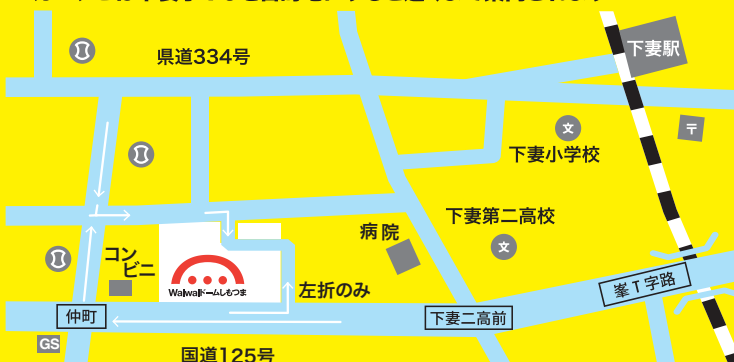 県道334号
下妻駅
〒
文
下妻小学校
下妻第二高校
文
病院
コン
ビニ
Waiwaiドームしもつま
左折のみ
峯T字路
仲町
下妻二高前
GS
国道125号